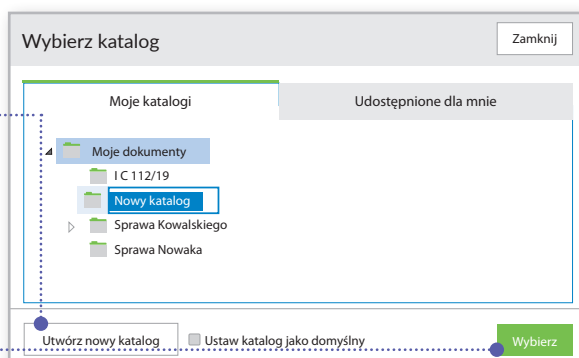 Wybierz katalog
Zamknij
Moje katalogi
Udostępnione dla mnie
Moje dokumenty
I C 112/19
Nowy katalog
Sprawa Kowalskiego
Sprawa Nowaka
Utwórz nowy katalog
Ustaw katalog jako domyślny
Wybierz